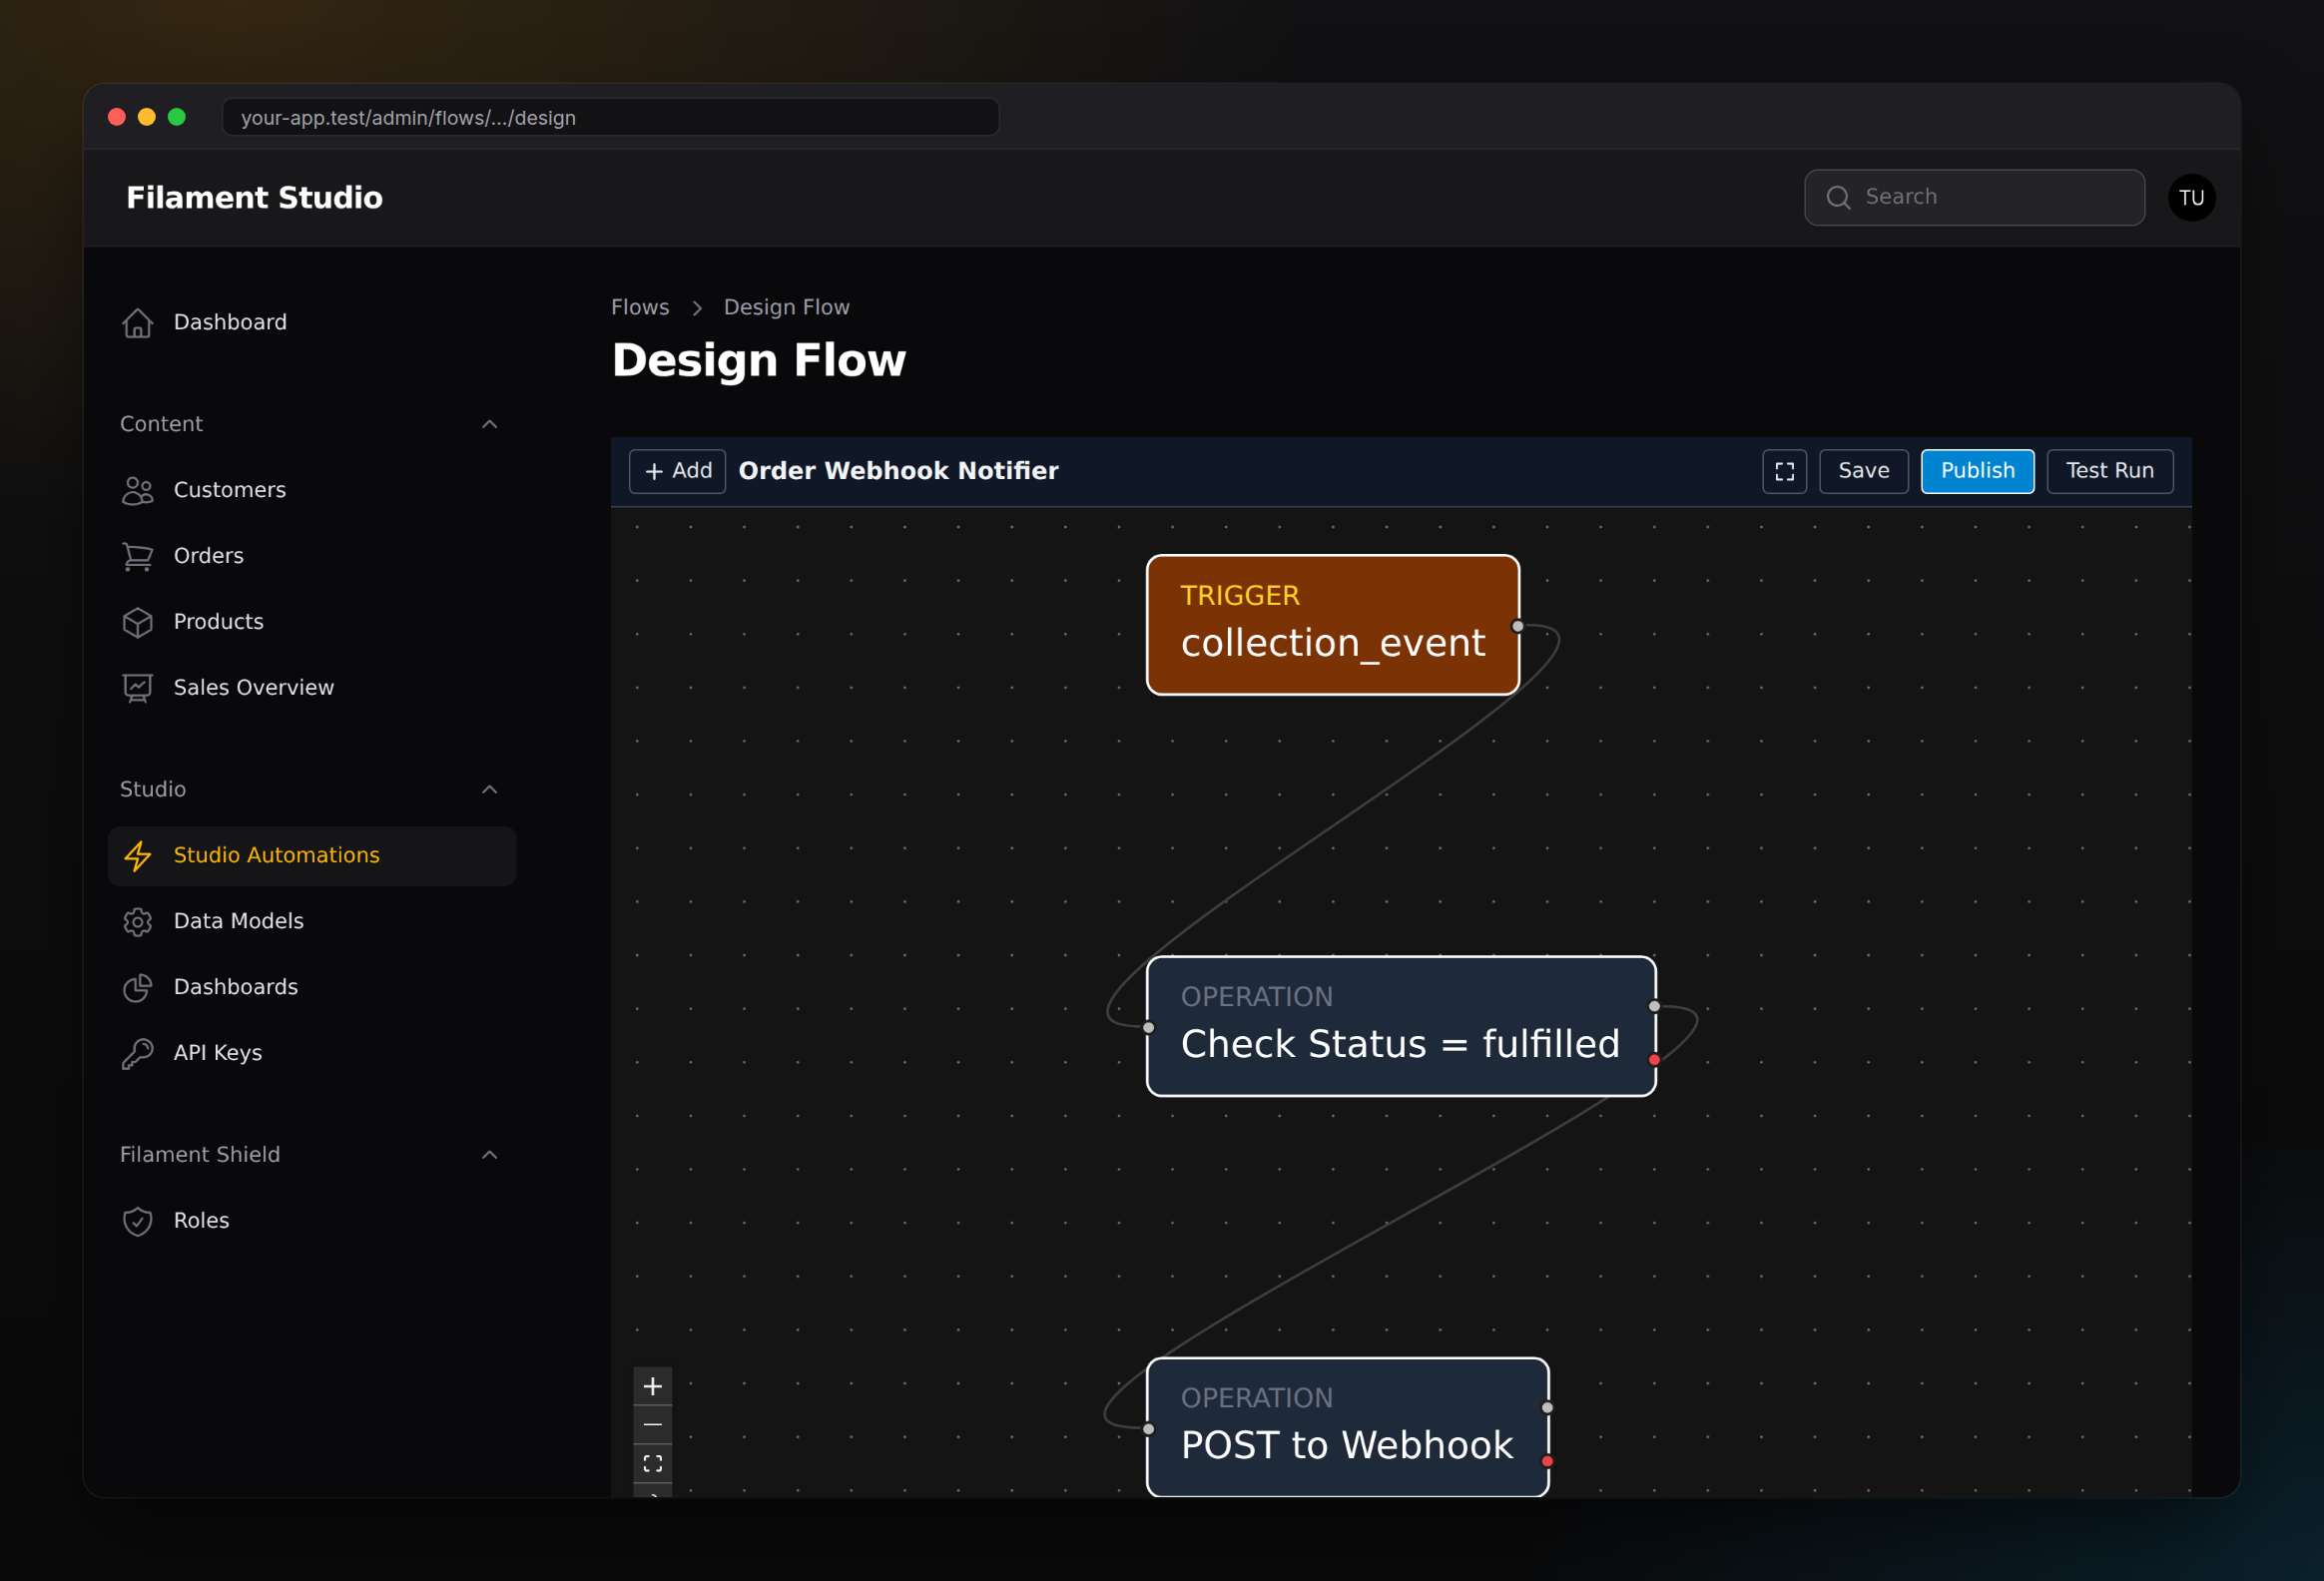 your-app.test/admin/flows/.../design
Filament Studio
Search
TU
Dashboard
Content
Customers
Orders
Products
Sales Overview
Studio
Studio Automations
Data Models
Dashboards
API Keys
Filament Shield
Roles
Flows
Design Flow
Design Flow
Add
Order Webhook Notifier
Save
Publish
Test Run
TRIGGER
collection_event
OPERATION
Check Status = fulfilled
OPERATION
POST to Webhook